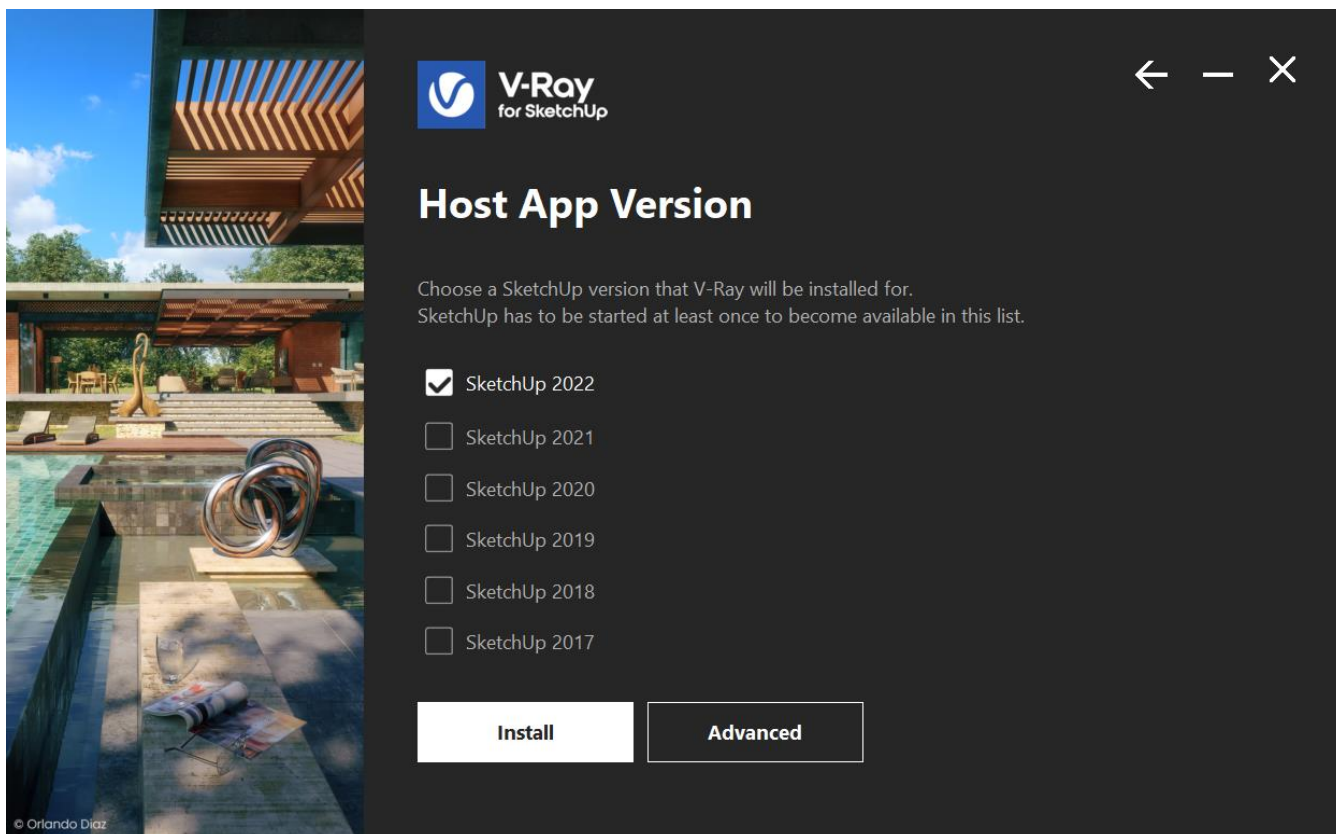 V-Ray
for SketchUp
Host App Version
Choose a SketchUp version that V-Ray will be installed for.
SketchUp has to be started at least once to become available in this list.
SketchUp 2022
SketchUp 2021
SketchUp 2020
SketchUp 2019
SketchUp 2018
SketchUp 2017
Install
Advanced
© Orlando Diaz